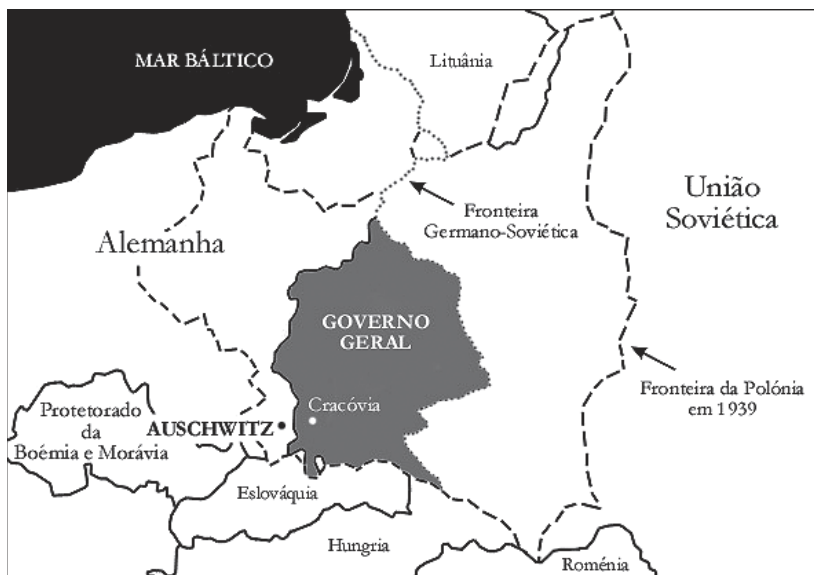 MAR BÁLTICO
Lituânia
União
Soviética
Fronteira
Germano-Soviética
Alemanha
GOVERNO
GERAL
Fronteira da Polónia
em 1939
Cracóvia
Protetorado
da
Boémia e Morávia
AUSCHWITZ
Eslováquia
Hungria
Roménia